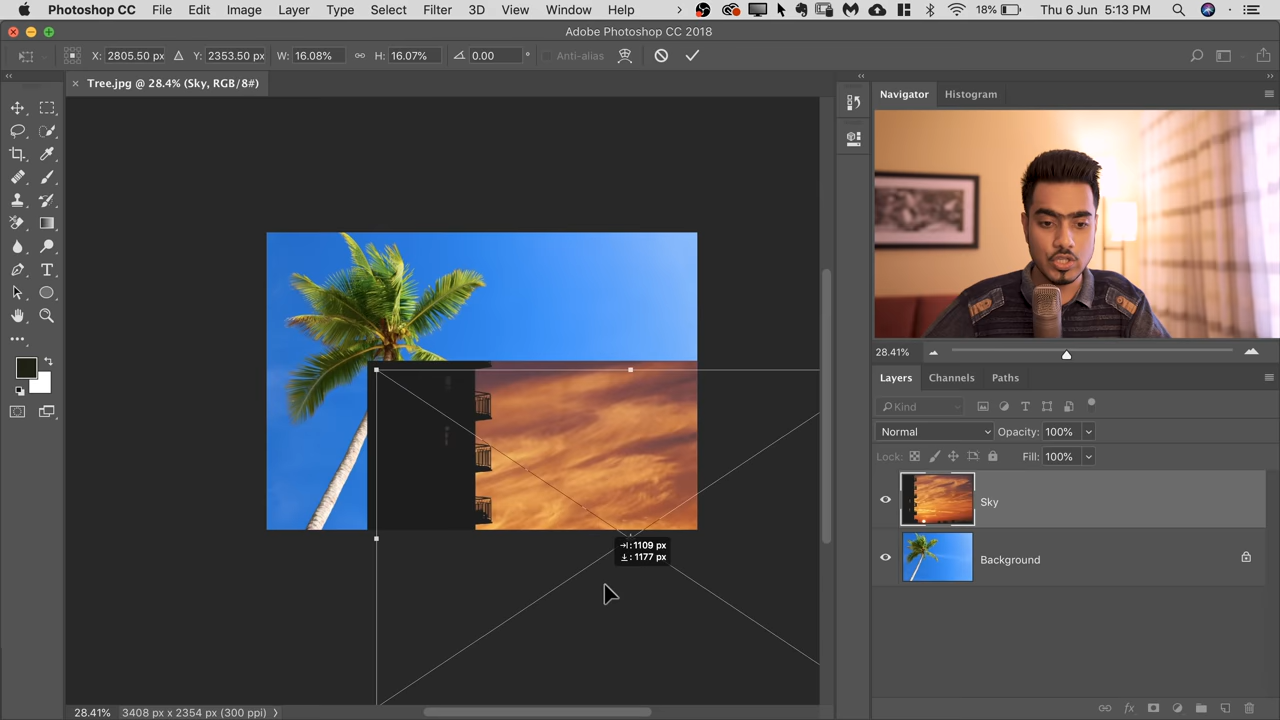 Photoshop CC File Edit Image Layer Type Select Filter 3D View Window Help 18% Thu 6 Jun 5:13 PM
Adobe Photoshop CC 2018
X: 2805.50 px Y: 2353.50 px W: 16.08% H: 16.07% 0.00 ° Anti-alias
Tree.jpg @ 28.4% (Sky, RGB/8#)
Navigator Histogram
28.41%
Layers Channels Paths
Kind
Normal Opacity: 100%
Lock: Fill: 100%
Sky
Background
: 1109 px
: 1177 px
28.41% 3408 px x 2354 px (300 ppi)